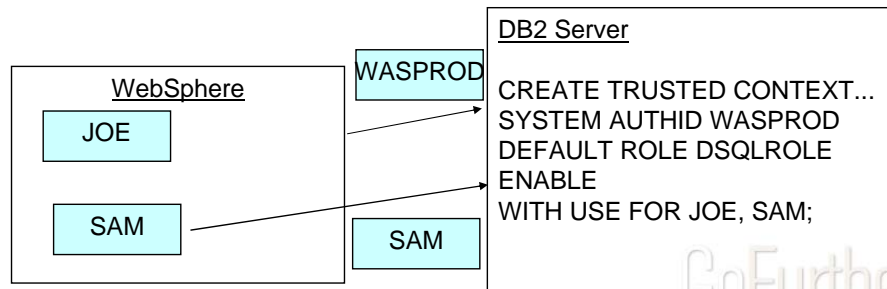 DB2 Server
WASPROD
WebSphere
JOE
SAM
SAM
CREATE TRUSTED CONTEXT...
SYSTEM AUTHID WASPROD
DEFAULT ROLE DSQLROLE
ENABLE
WITH USE FOR JOE, SAM;